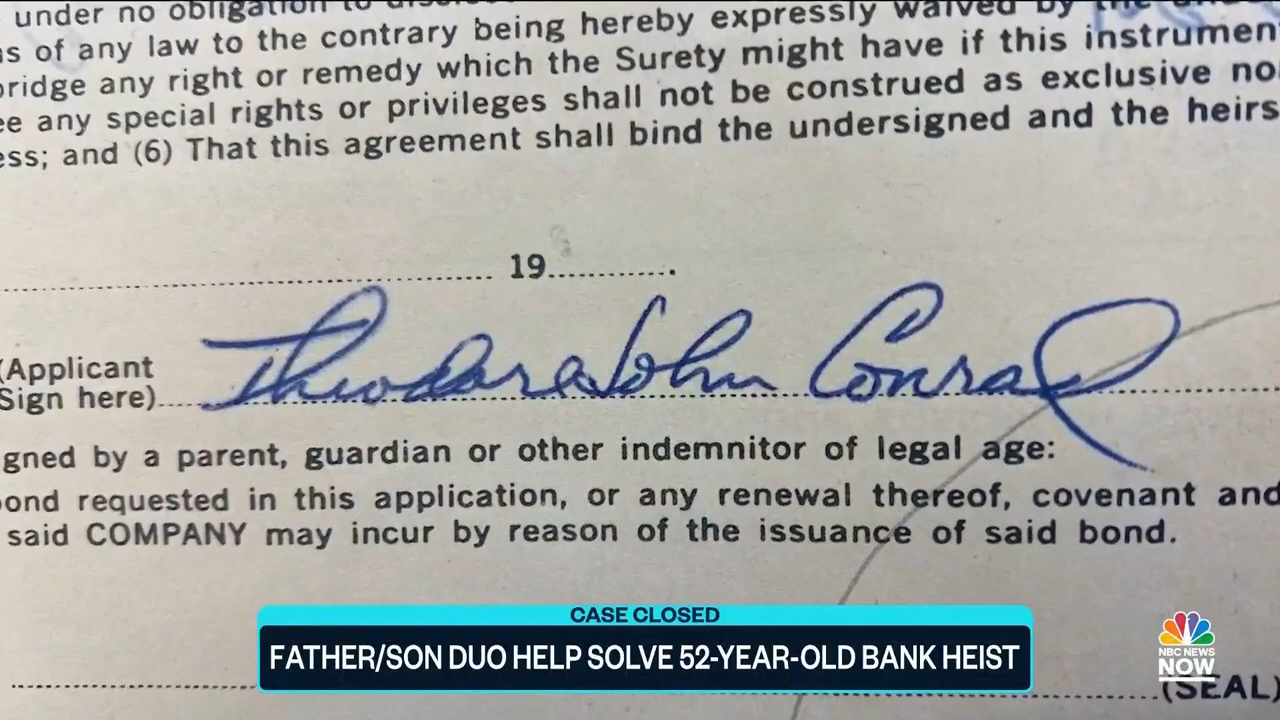 under no obligation to
s of any law to the contrary being hereby expressly waived by the
bridge any right or remedy which the Surety might have if this instrumen
ee any special rights or privileges shall not be construed as exclusive no
ess; and (6) That this agreement shall bind the undersigned and the heirs
19
(Applicant
Sign here) Theodore John Conrad
gned by a parent, guardian or other indemnitor of legal age:
bond requested in this application, or any renewal thereof, covenant and
said COMPANY may incur by reason of the issuance of said bond.
CASE CLOSED
FATHER/SON DUO HELP SOLVE 52-YEAR-OLD BANK HEIST
NBC NEWS
NOW
(SEAL)